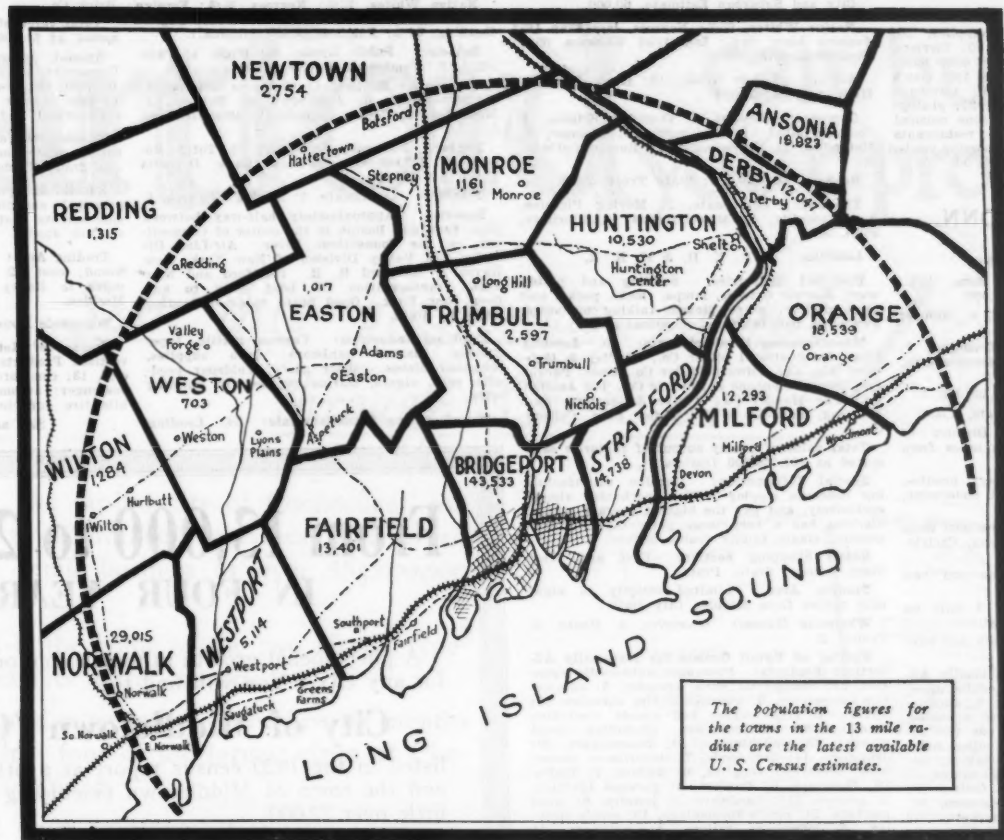 NEWTOWN
2,754
Botsford
Hattertown
Stepney
MONROE
1161
Monroe
ANSONIA
18,823
DERBY 12,047
Derby
REDDING
1,315
Redding
1,017
EASTON
Adams
Easton
Aspetuck
Valley
Forge
WESTON
703
Weston
Lyons
Plains
Long Hill
TRUMBULL
2,597
Trumbull
Nichols
HUNTINGTON
10,530
Shelton
Huntington
Center
ORANGE
18,539
Orange
12,293
MILFORD
Milford
Woodmont
Devon
STRATFORD
BRIDGEPORT
143,533
WILTON
1,284
Hurlbutt
Wilton
FAIRFIELD
13,401
Southport
Fairfield
WESTPORT
5,114
Westport
Saugatuck
Greens
Farms
29,015
NORWALK
Norwalk
So. Norwalk
E. Norwalk
LONG ISLAND SOUND
The population figures for
the towns in the 13 mile ra-
dius are the latest available
U. S. Census estimates.